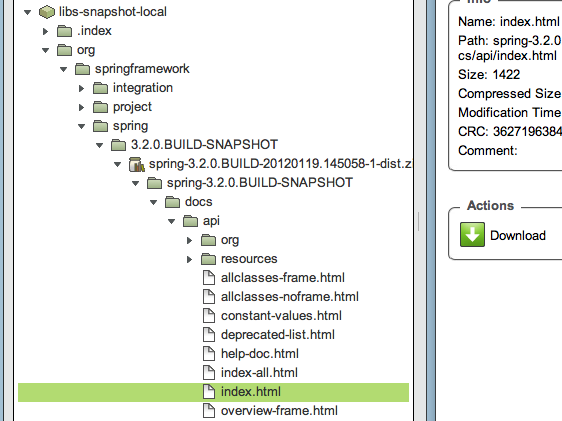 libs-snapshot-local
.index
org
springframework
integration
project
spring
3.2.0.BUILD-SNAPSHOT
spring-3.2.0.BUILD-20120119.145058-1-dist.z
spring-3.2.0.BUILD-SNAPSHOT
docs
api
org
resources
allclasses-frame.html
allclasses-noframe.html
constant-values.html
deprecated-list.html
help-doc.html
index-all.html
index.html
overview-frame.html
Info
Name: index.html
Path: spring-3.2.0
cs/api/index.html
Size: 1422
Compressed Size
Modification Time
CRC: 3627196384
Comment:
Actions
Download